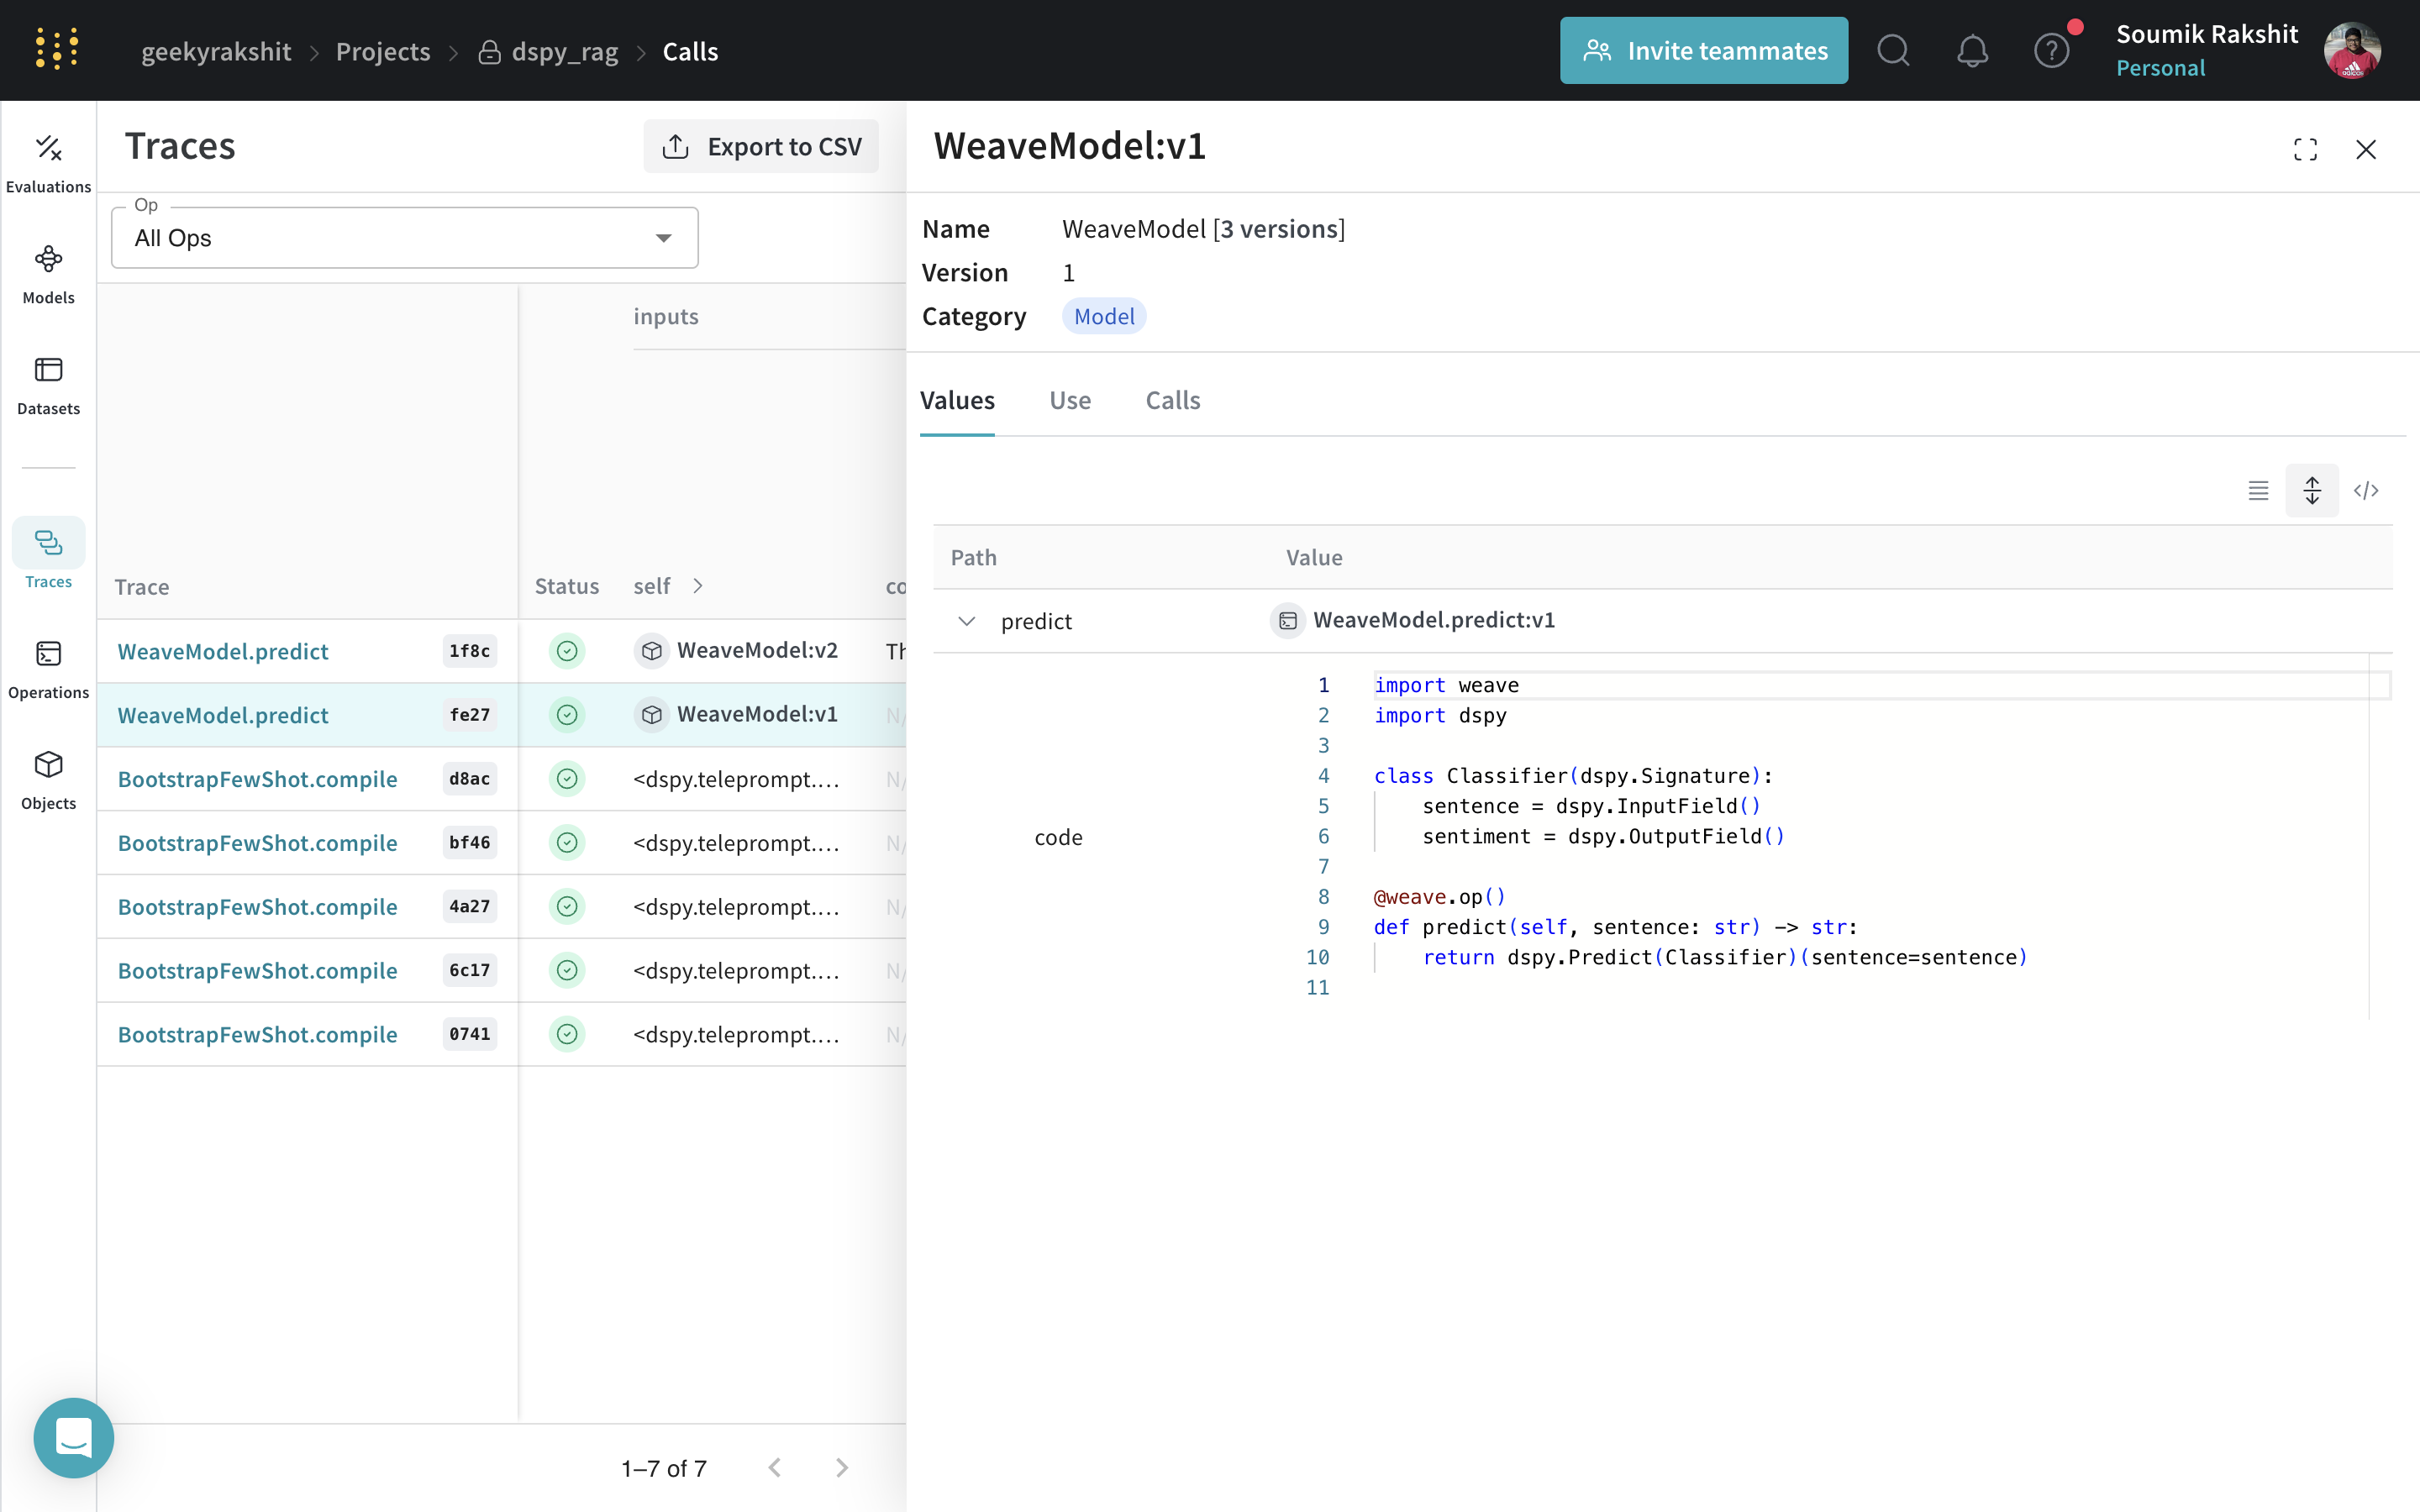 geekyrakshit > Projects > dspy_rag > Calls
Invite teammates
Soumik Rakshit
Personal
Evaluations
Models
Datasets
Traces
Operations
Objects
Traces
Export to CSV
Op
All Ops
inputs
Trace Status self > co
WeaveModel.predict 1f8c WeaveModel:v2 Th
WeaveModel.predict fe27 WeaveModel:v1 N/
BootstrapFewShot.compile d8ac <dspy.teleprompt.... N/
BootstrapFewShot.compile bf46 <dspy.teleprompt.... N/
BootstrapFewShot.compile 4a27 <dspy.teleprompt.... N/
BootstrapFewShot.compile 6c17 <dspy.teleprompt.... N/
BootstrapFewShot.compile 0741 <dspy.teleprompt.... N/
1–7 of 7
WeaveModel:v1
Name WeaveModel [3 versions]
Version 1
Category Model
Values Use Calls
Path Value
predict WeaveModel.predict:v1
code
1 import weave
2 import dspy
3
4 class Classifier(dspy.Signature):
5     sentence = dspy.InputField()
6     sentiment = dspy.OutputField()
7
8 @weave.op()
9 def predict(self, sentence: str) -> str:
10     return dspy.Predict(Classifier)(sentence=sentence)
11